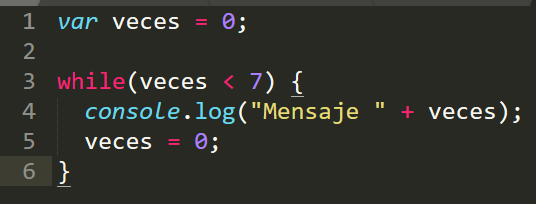 1 var veces = 0;
2
3 while(veces < 7) {
4   console.log("Mensaje " + veces);
5   veces = 0;
6 }